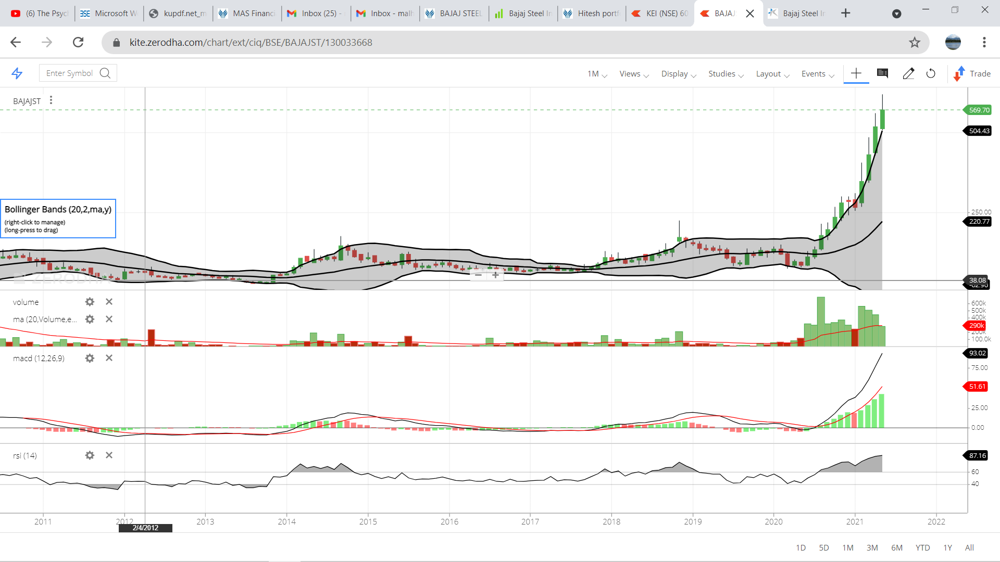 (6) The Psyc
Microsoft W
kupdf.net_m
MAS Financi
Inbox (25) -
Inbox - malh
BAJAJ STEEL
Bajaj Steel In
Hitesh portf
KEI (NSE) 60
BAJAJ
Bajaj Steel In
kite.zerodha.com/chart/ext/ciq/BSE/BAJAJST/130033668
Enter Symbol
1M Views Display Studies Layout Events Trade
BAJAJST
569.70
504.43
Bollinger Bands (20,2,ma,y)
(right-click to manage)
(long-press to drag)
250.00
220.77
ZERODHA
38.08
volume
600k
500k
ma (20,Volume,e...
400k
290k
200k
100.0k
macd (12,26,9)
93.02
75.00
51.61
25.00
0.00
rsi (14)
87.16
60
40
2011 2012 2013 2014 2015 2016 2017 2018 2019 2020 2021 2022
2/4/2012
1D 5D 1M 3M 6M YTD 1Y All